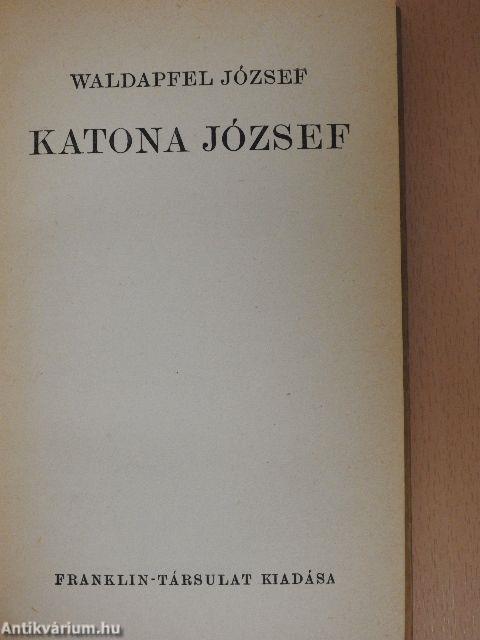 WALDAPFEL JÓZSEF
KATONA JÓZSEF
FRANKLIN-TÁRSULAT KIADÁSA
Antikvárium.hu